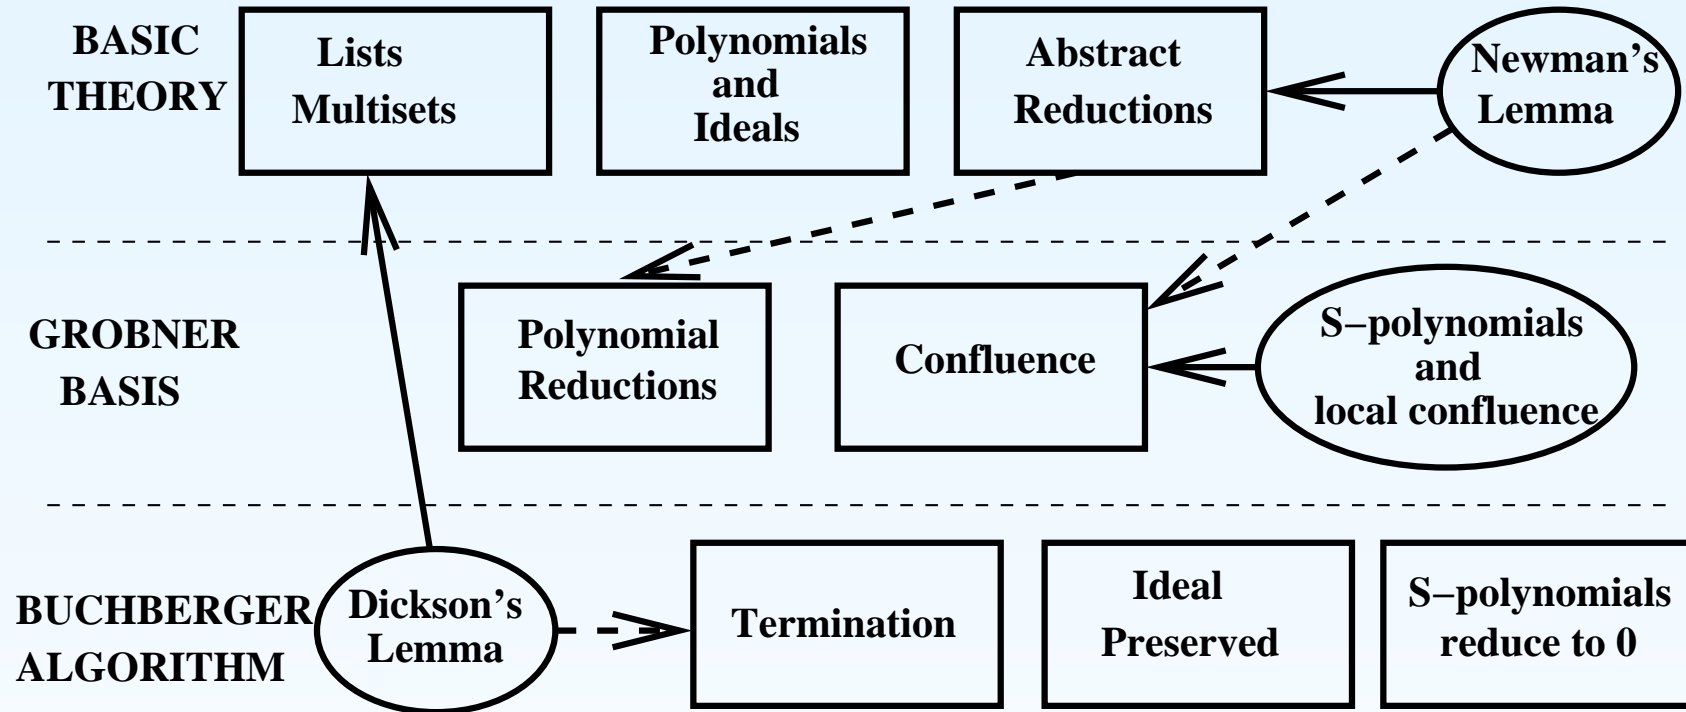 BASIC
THEORY
Lists
Multisets
Polynomials
and
Ideals
Abstract
Reductions
Newman's
Lemma
GROBNER
BASIS
Polynomial
Reductions
Confluence
S−polynomials
and
local confluence
BUCHBERGER
ALGORITHM
Dickson's
Lemma
Termination
Ideal
Preserved
S−polynomials
reduce to 0